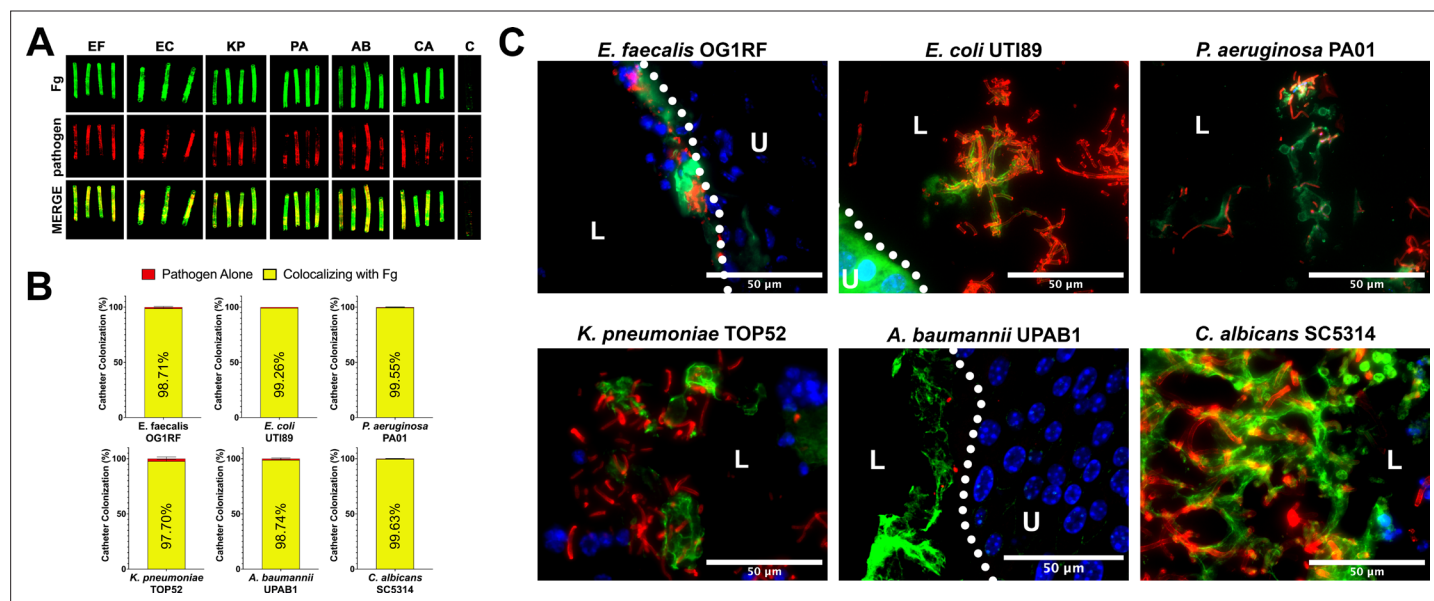 A
EF EC KP PA AB CA C
Fg
pathogen
MERGE
B
Pathogen Alone Colocalizing with Fg
Catheter Colonization (%)
100
50
0
98.71%
E. faecalis
OG1RF
Catheter Colonization (%)
100
50
0
99.26%
E. coli
UTI89
Catheter Colonization (%)
100
50
0
99.55%
P. aeruginosa
PA01
Catheter Colonization (%)
100
50
0
97.70%
K. pneumoniae
TOP52
Catheter Colonization (%)
100
50
0
98.74%
A. baumannii
UPAB1
Catheter Colonization (%)
100
50
0
99.63%
C. albicans
SC5314
C
E. faecalis OG1RF
U
L
50 µm
E. coli UTI89
L
U
50 µm
P. aeruginosa PA01
L
50 µm
K. pneumoniae TOP52
L
50 µm
A. baumannii UPAB1
L
U
50 µm
C. albicans SC5314
L
50 µm